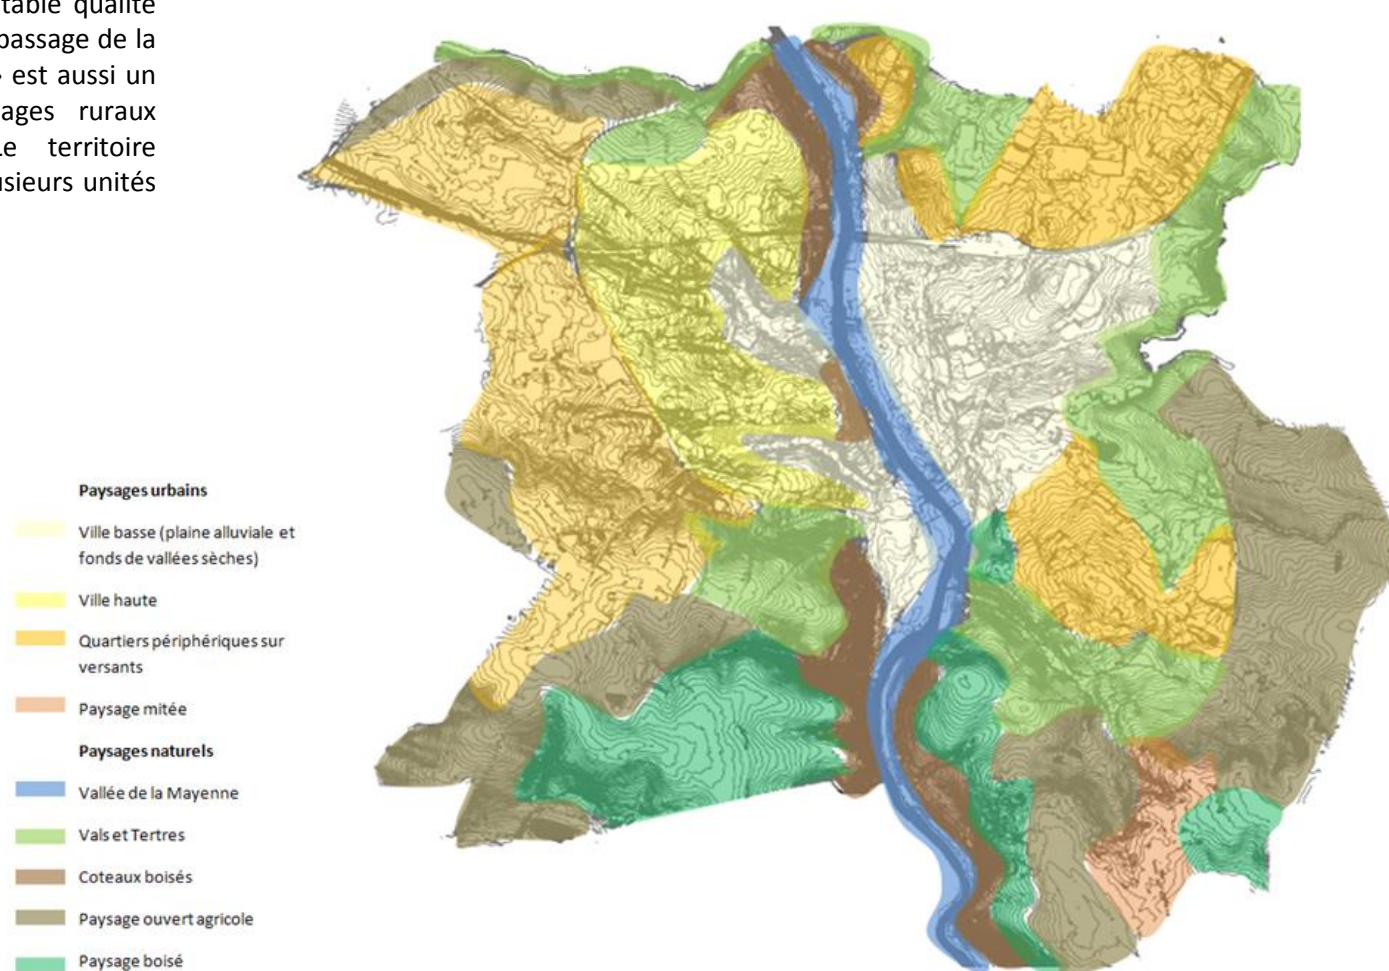 table qualité
passage de la
» est aussi un
ages ruraux
Le territoire
usieurs unités
Paysages urbains
Ville basse (plaine alluviale et
fonds de vallées sèches)
Ville haute
Quartiers périphériques sur
versants
Paysage mitée
Paysages naturels
Vallée de la Mayenne
Vals et Tertres
Coteaux boisés
Paysage ouvert agricole
Paysage boisé